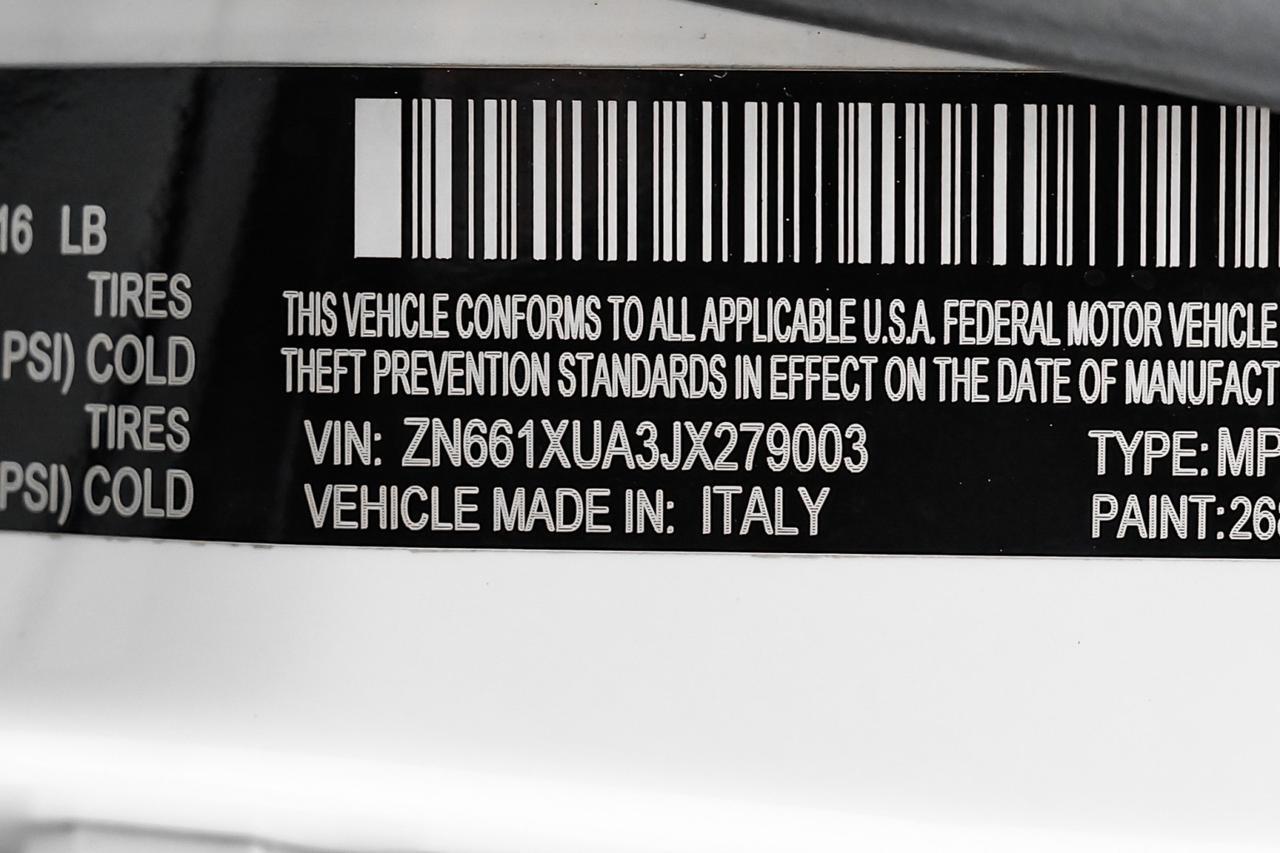 16 LB
TIRES
PSI) COLD
TIRES
PSI) COLD
THIS VEHICLE CONFORMS TO ALL APPLICABLE U.S.A. FEDERAL MOTOR VEHICLE
THEFT PREVENTION STANDARDS IN EFFECT ON THE DATE OF MANUFACT
VIN: ZN661XUA3JX279003
TYPE: MP
VEHICLE MADE IN: ITALY
PAINT: 268